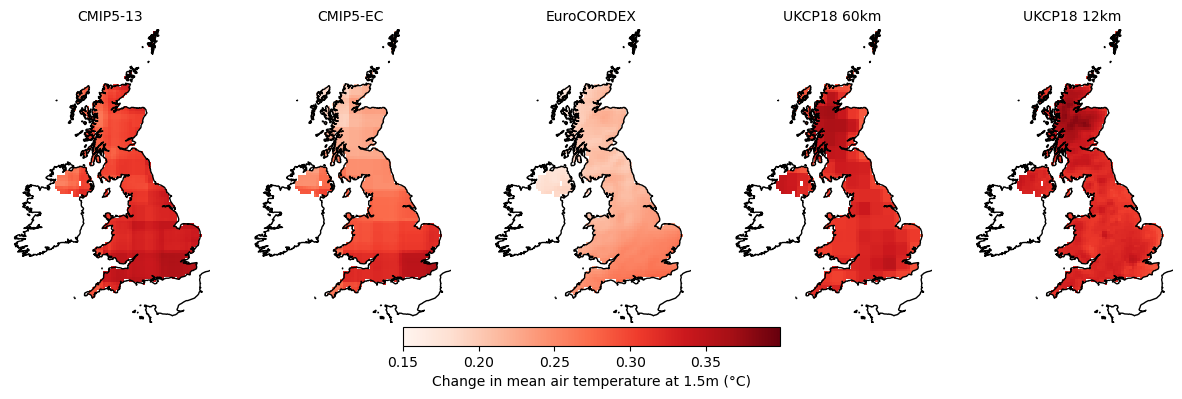 CMIP5-13
CMIP5-EC
EuroCORDEX
UKCP18 60km
UKCP18 12km
0.15
0.20
0.25
0.30
0.35
Change in mean air temperature at 1.5m (°C)